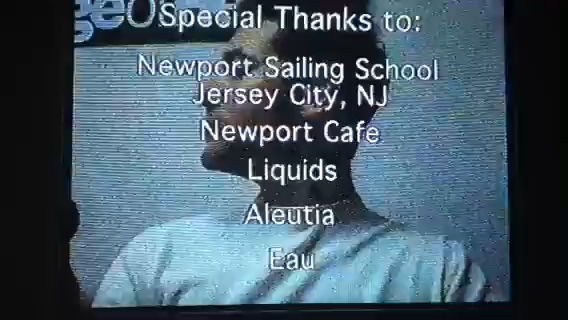 Special Thanks to:
Newport Sailing School
Jersey City, NJ
Newport Cafe
Liquids
Aleutia
Eau